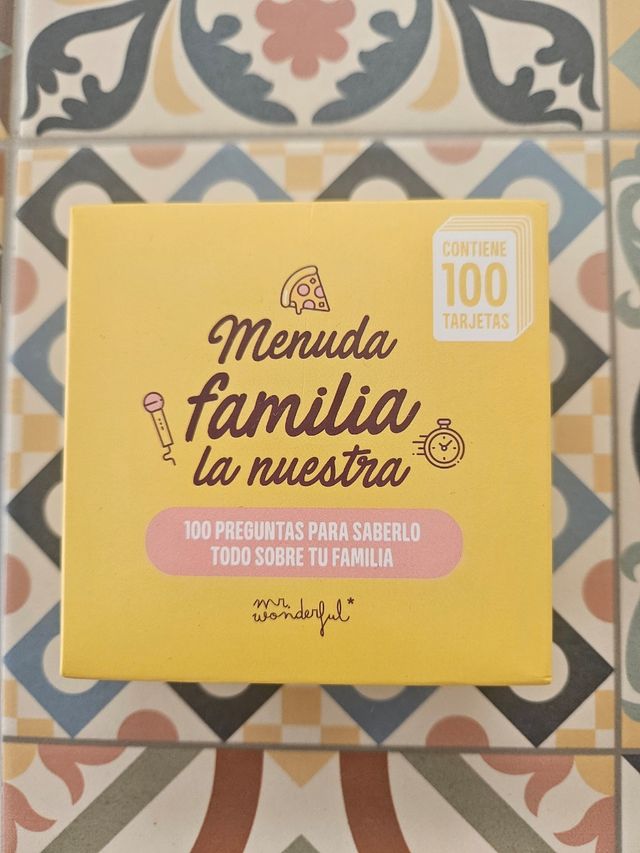 CONTIENE
100
TARJETAS
Menuda
familia
la nuestra
100 PREGUNTAS PARA SABERLO
TODO SOBRE TU FAMILIA
mr.
wonderful*